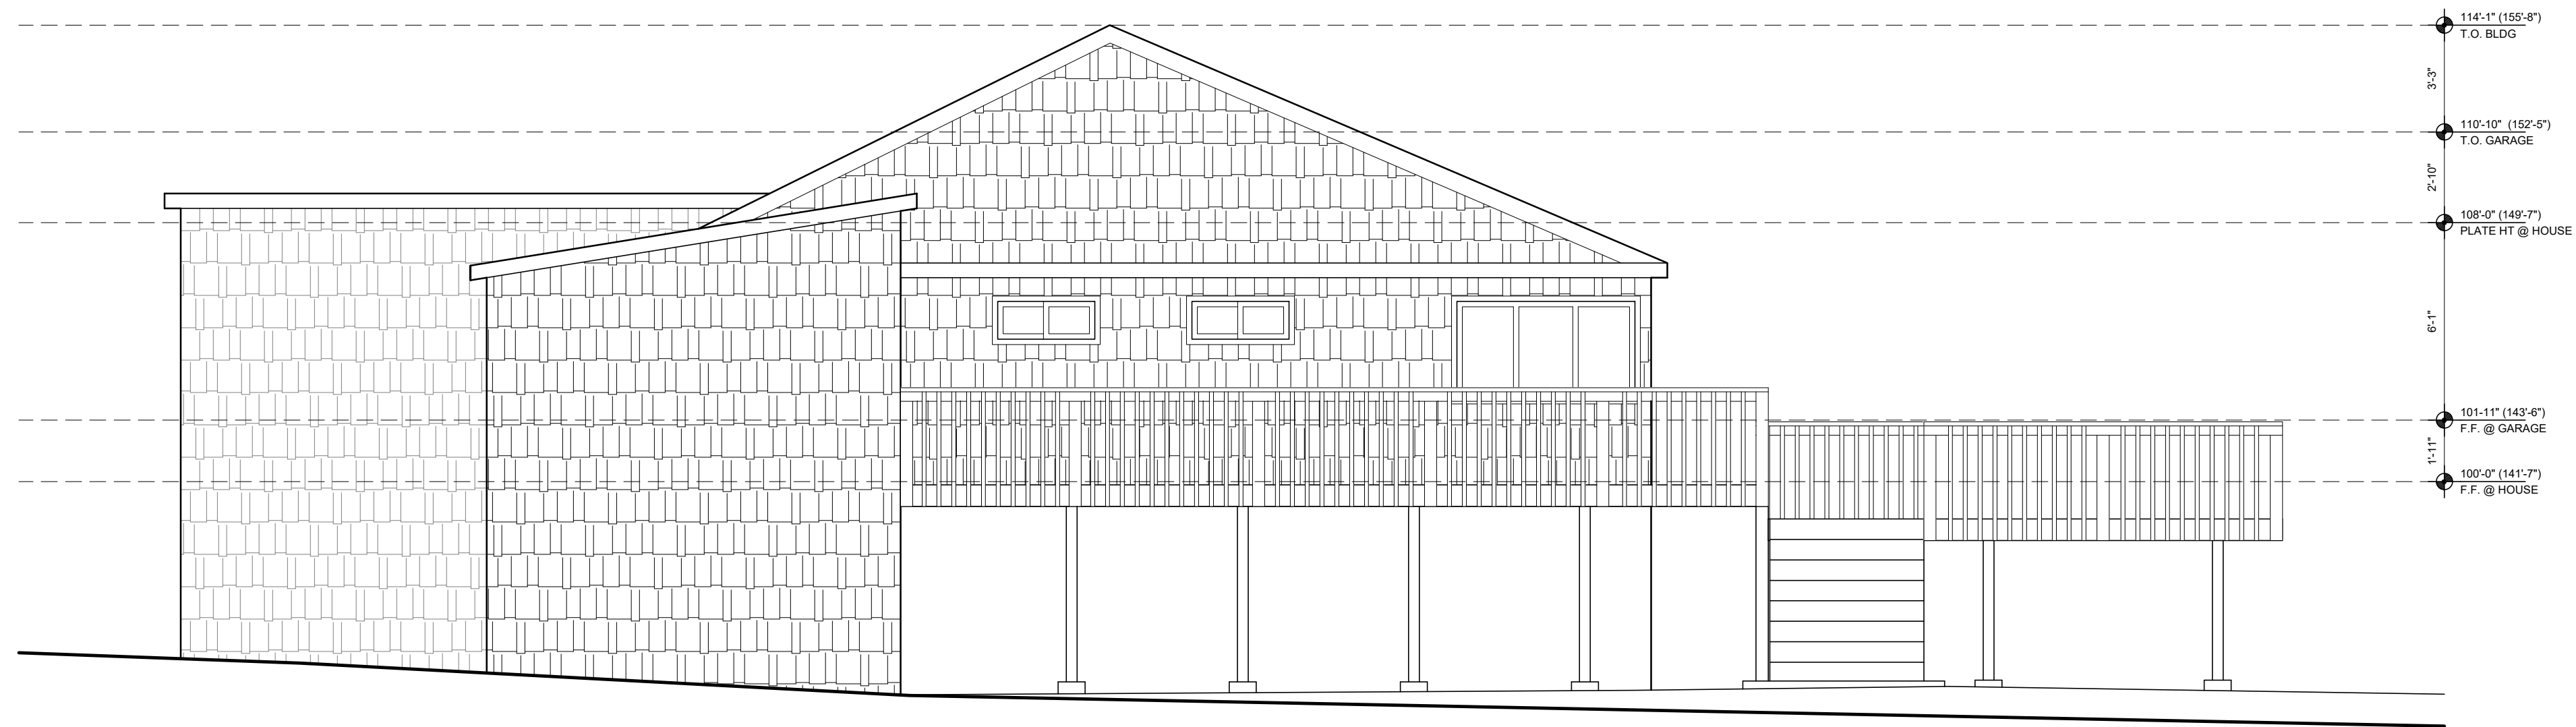 114'-1" (155'-8")
T.O. BLDG
3'-3"
110'-10" (152'-5")
T.O. GARAGE
2'-10"
108'-0" (149'-7")
PLATE HT @ HOUSE
6'-1"
101-11" (143'-6")
F.F. @ GARAGE
1'-11"
100'-0" (141'-7")
F.F. @ HOUSE